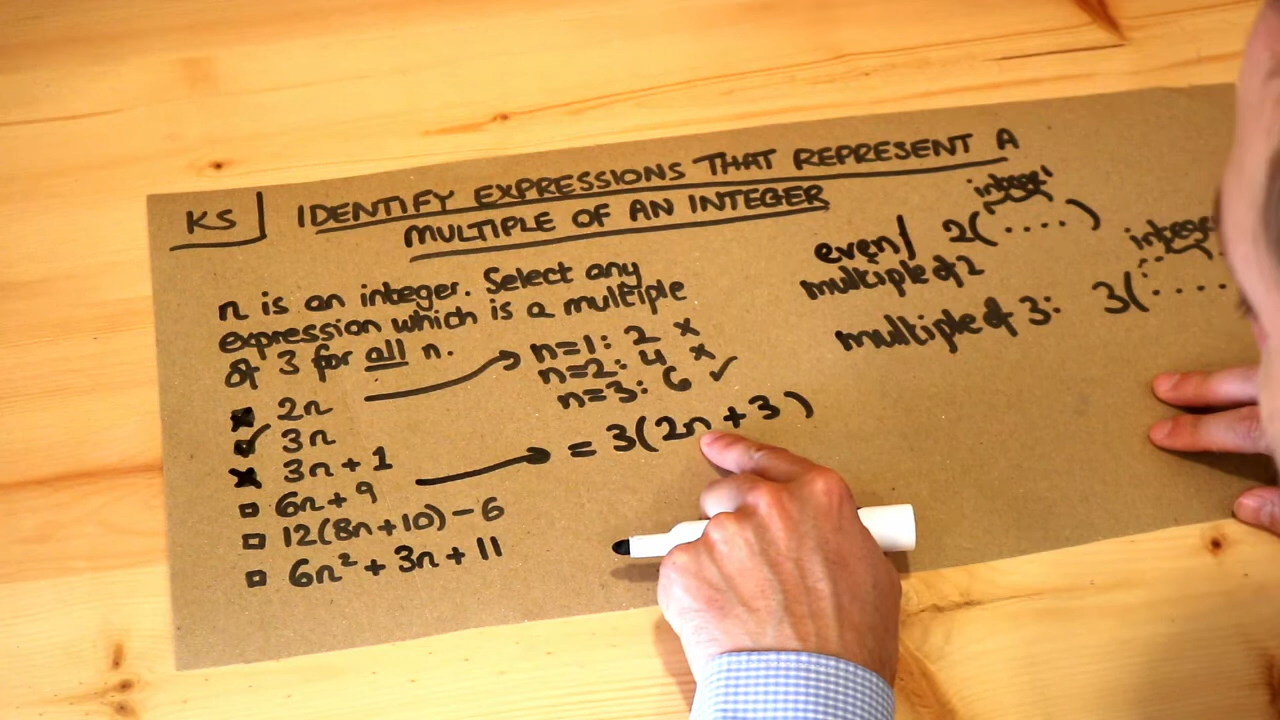 KS
IDENTIFY EXPRESSIONS THAT REPRESENT A
MULTIPLE OF AN INTEGER
n is an integer. Select any
expression which is a multiple
of 3 for all n.
2n
3n
3n + 1
6n + 9
12(8n + 10) - 6
6n² + 3n + 11
n=1: 2 ×
n=2: 4 ×
n=3: 6 ✓
= 3(2n + 3)
integer
even/ 2(....)
multiple of 2
integer
multiple of 3: 3(....